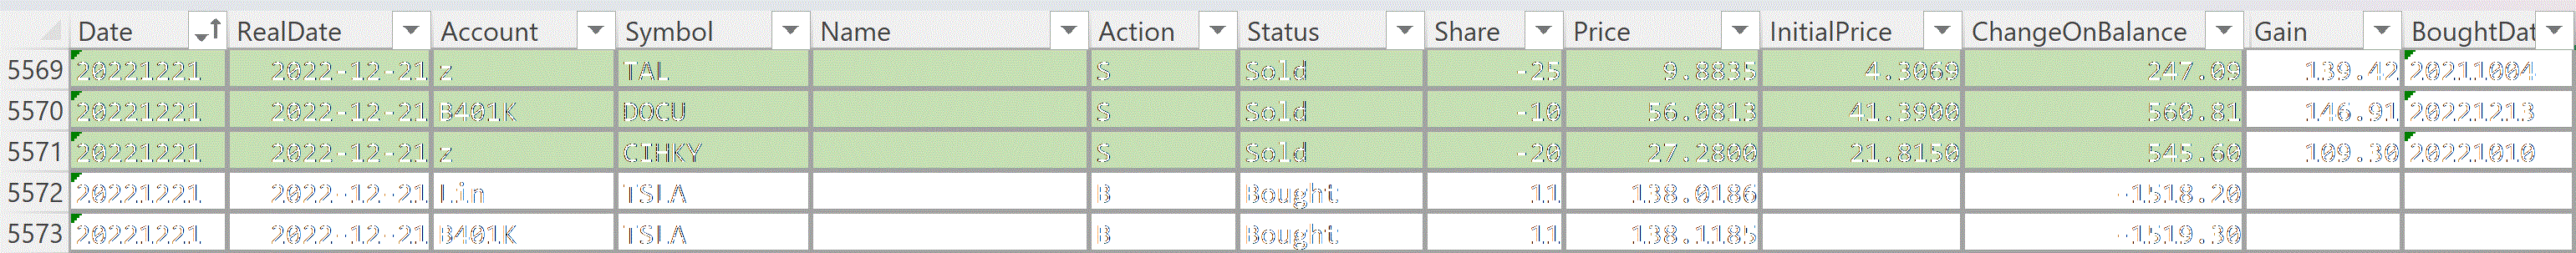 Date RealDate Account Symbol Name Action Status Share Price InitialPrice ChangeOnBalance Gain BoughtDat
5569 20221221 2022-12-21 z TAL S Sold -25 9.8835 4.3069 247.09 139.42 20211004
5570 20221221 2022-12-21 B401K DOCU S Sold -10 56.0813 41.3900 560.81 146.91 20221213
5571 20221221 2022-12-21 z CIHKY S Sold -20 27.2800 21.8150 545.60 109.30 20221010
5572 20221221 2022-12-21 Lin TSLA B Bought 11 138.0186 -1518.20
5573 20221221 2022-12-21 B401K TSLA B Bought 11 138.1185 -1519.30